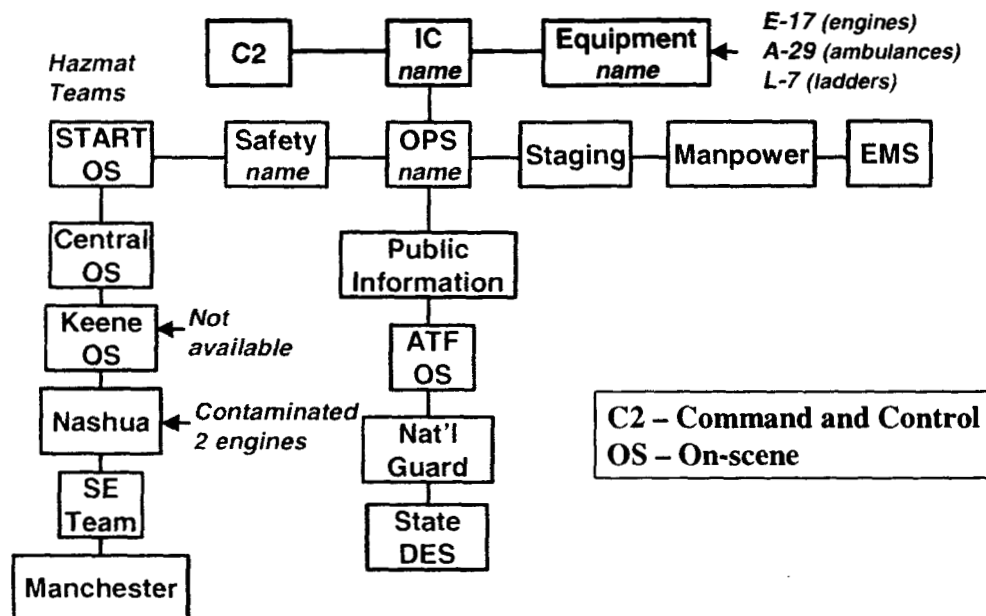 C2
IC
name
Equipment
name
E-17 (engines)
A-29 (ambulances)
L-7 (ladders)
Hazmat
Teams
START
OS
Safety
name
OPS
name
Staging
Manpower
EMS
Central
OS
Public
Information
Keene
OS
Not
available
ATF
OS
Nashua
Contaminated
2 engines
Nat'l
Guard
C2 – Command and Control
OS – On-scene
SE
Team
State
DES
Manchester